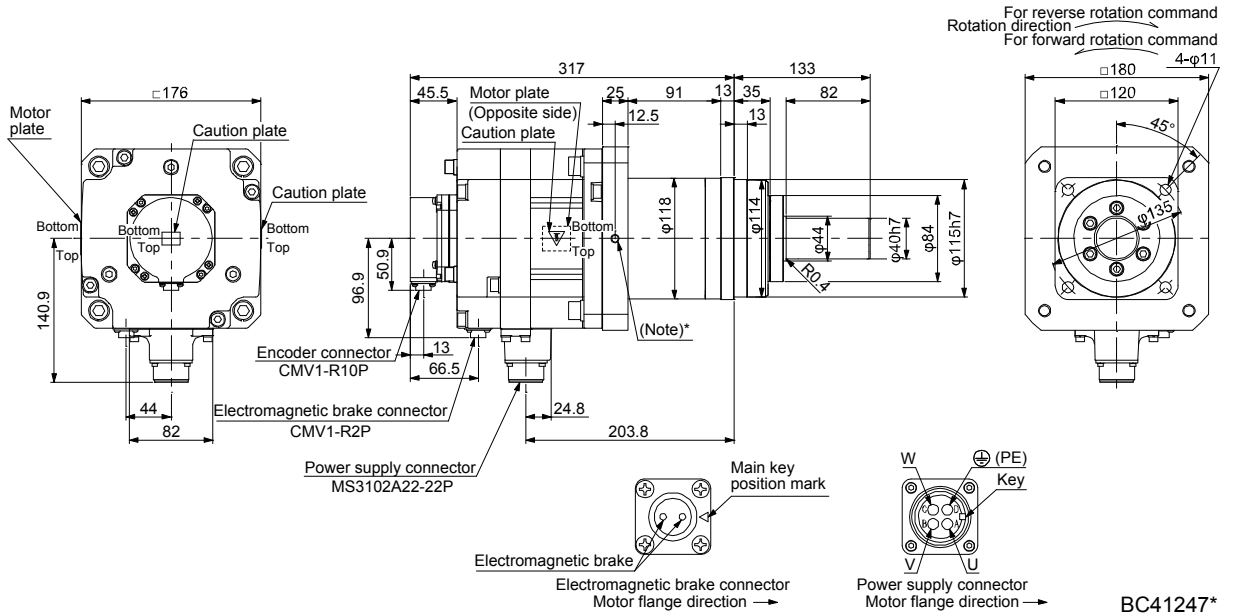 For reverse rotation command
Rotation direction
For forward rotation command
4-φ11
317
133
□180
□176
45.5
Motor plate
(Opposite side)
Caution plate
25
91
13
35
82
□120
12.5
13
45°
Motor
plate
Caution plate
Caution plate
Bottom
Top
Bottom
Top
Bottom
Top
Bottom
Top
140.9
96.9
50.9
φ118
φ114
φ44
R0.4
φ40h7
φ84
φ115h7
φ135
(Note)*
13
Encoder connector
CMV1-R10P
66.5
44
82
Electromagnetic brake connector
CMV1-R2P
24.8
203.8
Power supply connector
MS3102A22-22P
Main key
position mark
W
(PE)
Key
C
D
B
A
Electromagnetic brake
V
U
Electromagnetic brake connector
Motor flange direction
Power supply connector
Motor flange direction
BC41247*